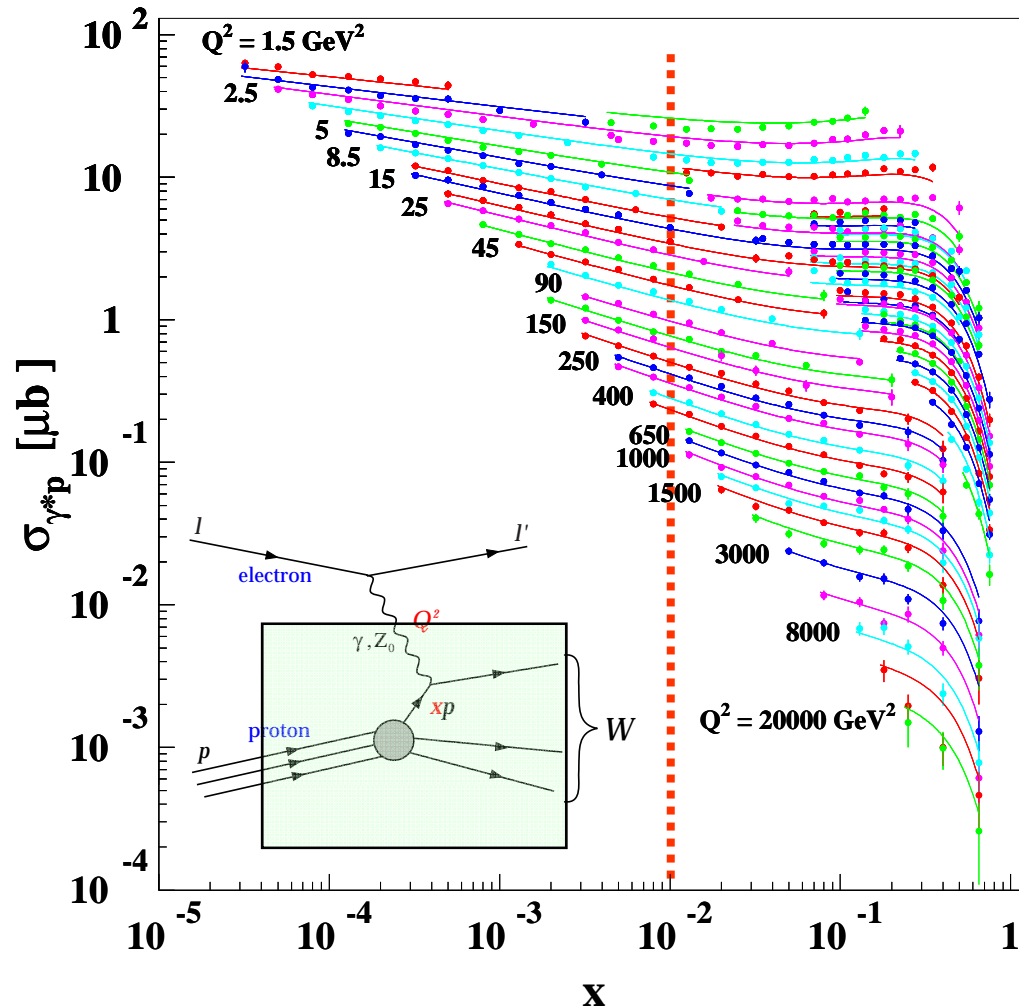 10²
Q² = 1.5 GeV²
2.5
5
8.5
10
15
25
45
1
90
150
250
400
10⁻¹
650
1000
1500
σγ*p [μb]
l
l'
electron
3000
10⁻²
Q²
γ, Z₀
8000
xp
proton
W
Q² = 20000 GeV²
p
10⁻³
10⁻⁴
10⁻⁵
10⁻⁴
10⁻³
10⁻²
10⁻¹
1
x